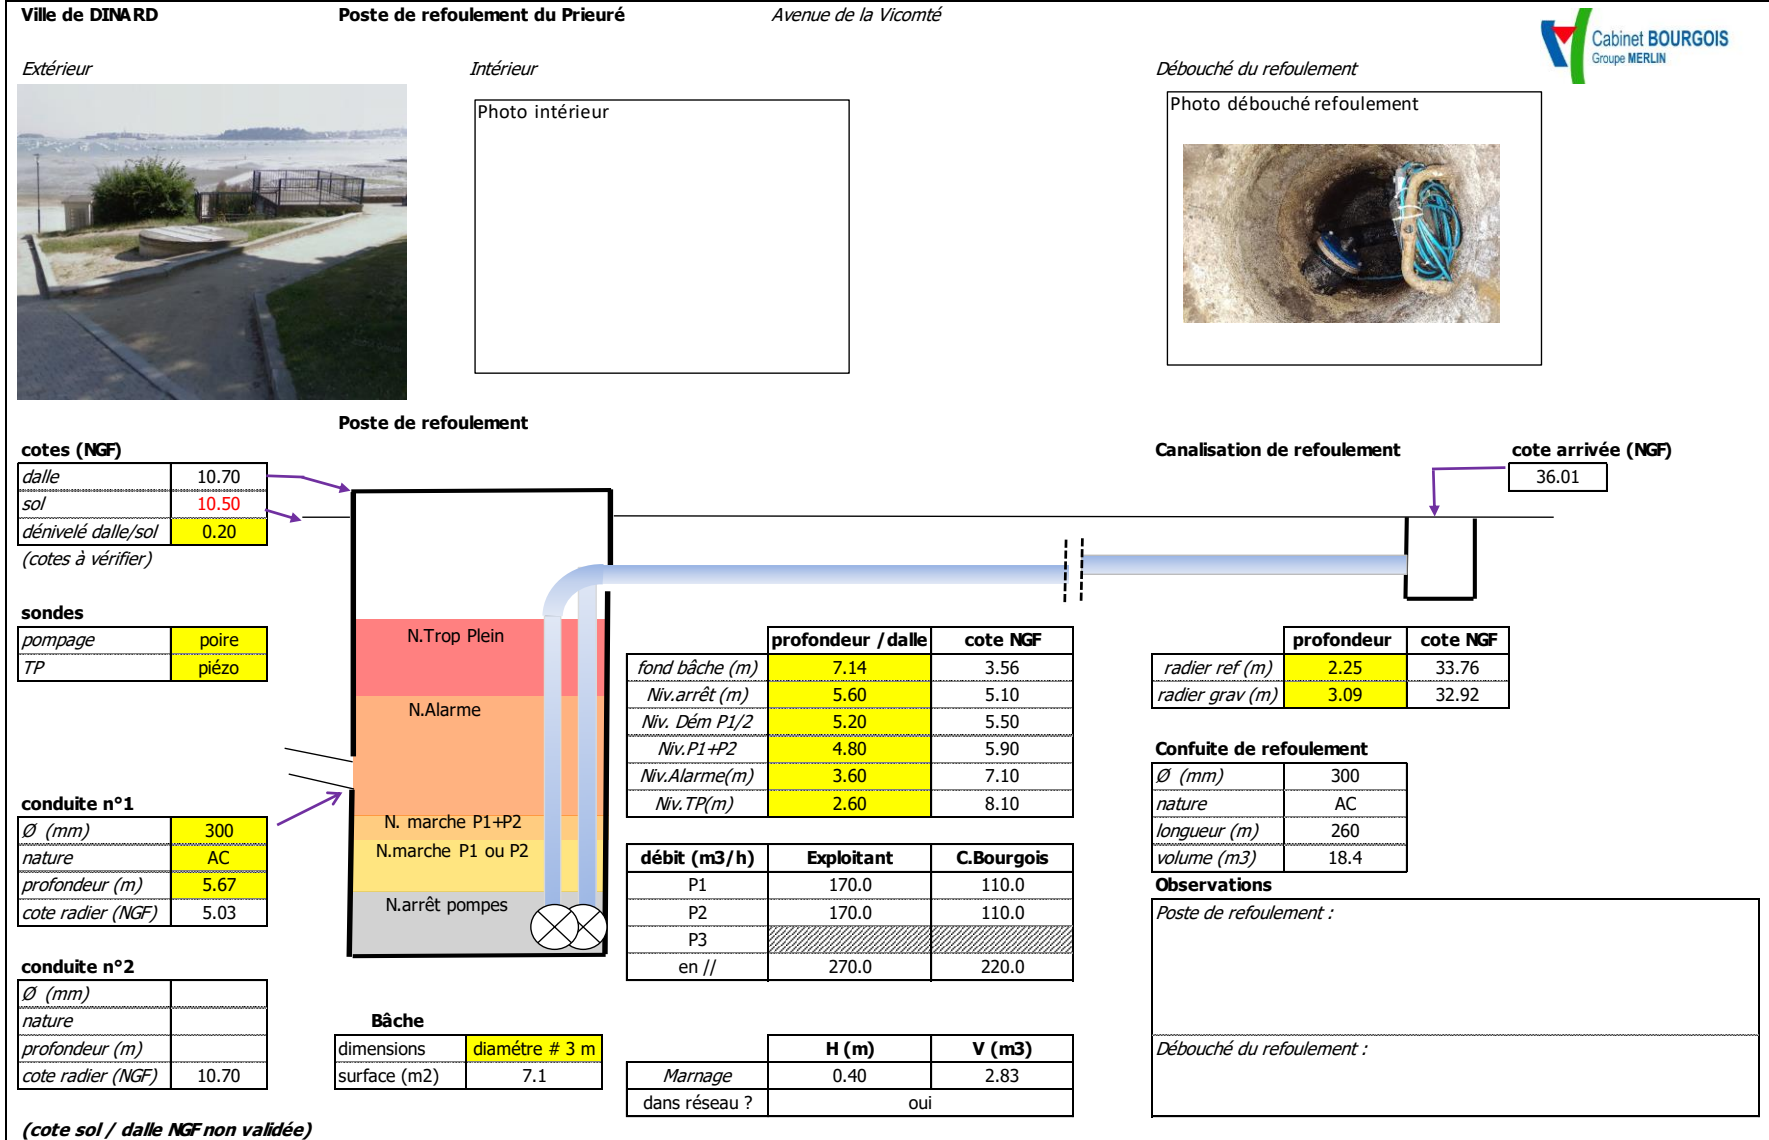 Ville de DINARD Poste de refoulement du Prieuré Avenue de la Vicomté
Cabinet BOURGOIS
Groupe MERLIN
Extérieur Intérieur Débouché du refoulement
Photo intérieur
Photo débouché refoulement
Poste de refoulement
cotes (NGF)
dalle 10.70
sol 10.50
dénivelé dalle/sol 0.20
(cotes à vérifier)
Canalisation de refoulement cote arrivée (NGF)
36.01
sondes
pompage poire
TP piézo
N.Trop Plein
N.Alarme
N. marche P1+P2
N.marche P1 ou P2
N.arrêt pompes
profondeur /dalle cote NGF
fond bâche (m) 7.14 3.56
Niv.arrêt (m) 5.60 5.10
Niv. Dém P1/2 5.20 5.50
Niv.P1+P2 4.80 5.90
Niv.Alarme(m) 3.60 7.10
Niv.TP(m) 2.60 8.10
profondeur cote NGF
radier ref (m) 2.25 33.76
radier grav (m) 3.09 32.92
Confuite de refoulement
Ø (mm) 300
nature AC
longueur (m) 260
volume (m3) 18.4
conduite n°1
Ø (mm) 300
nature AC
profondeur (m) 5.67
cote radier (NGF) 5.03
débit (m3/h) Exploitant C.Bourgois
P1 170.0 110.0
P2 170.0 110.0
P3
en // 270.0 220.0
Observations
Poste de refoulement :
Débouché du refoulement :
conduite n°2
Ø (mm)
nature
profondeur (m)
cote radier (NGF) 10.70
Bâche
dimensions diamétre # 3 m
surface (m2) 7.1
H (m) V (m3)
Marnage 0.40 2.83
dans réseau ? oui
(cote sol / dalle NGF non validée)